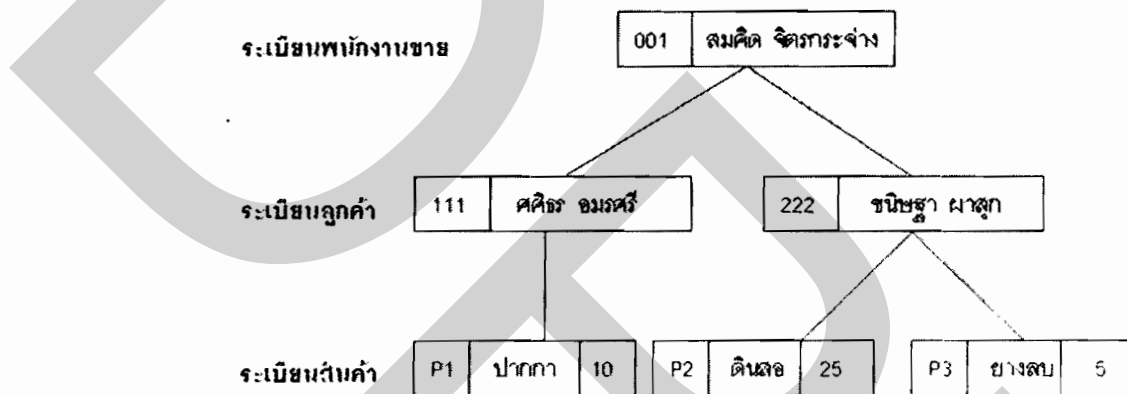 ระเบียนพนักงานขาย 001 สมคิด จิตรกระจ่าง
ระเบียนลูกค้า 111 ศศิธร อมรศรี 222 ขนิษฐา ผาสุก
ระเบียนสินค้า P1 ปากกา 10 P2 ดินสอ 25 P3 ยางลบ 5